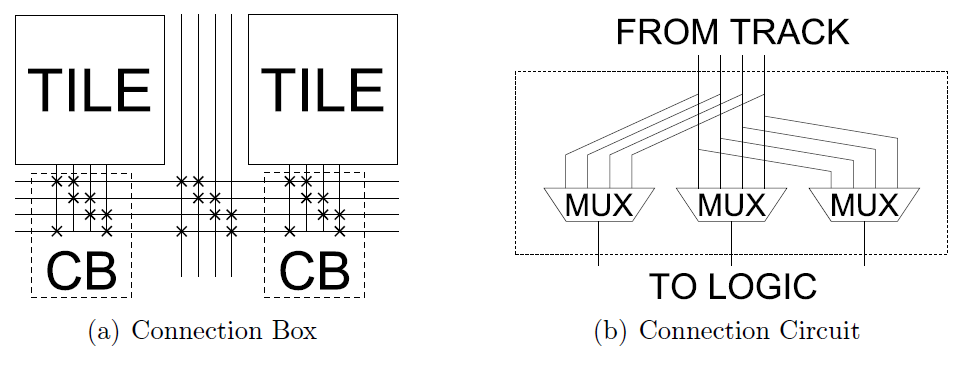 TILE
TILE
CB
CB
(a) Connection Box
FROM TRACK
MUX
MUX
MUX
TO LOGIC
(b) Connection Circuit